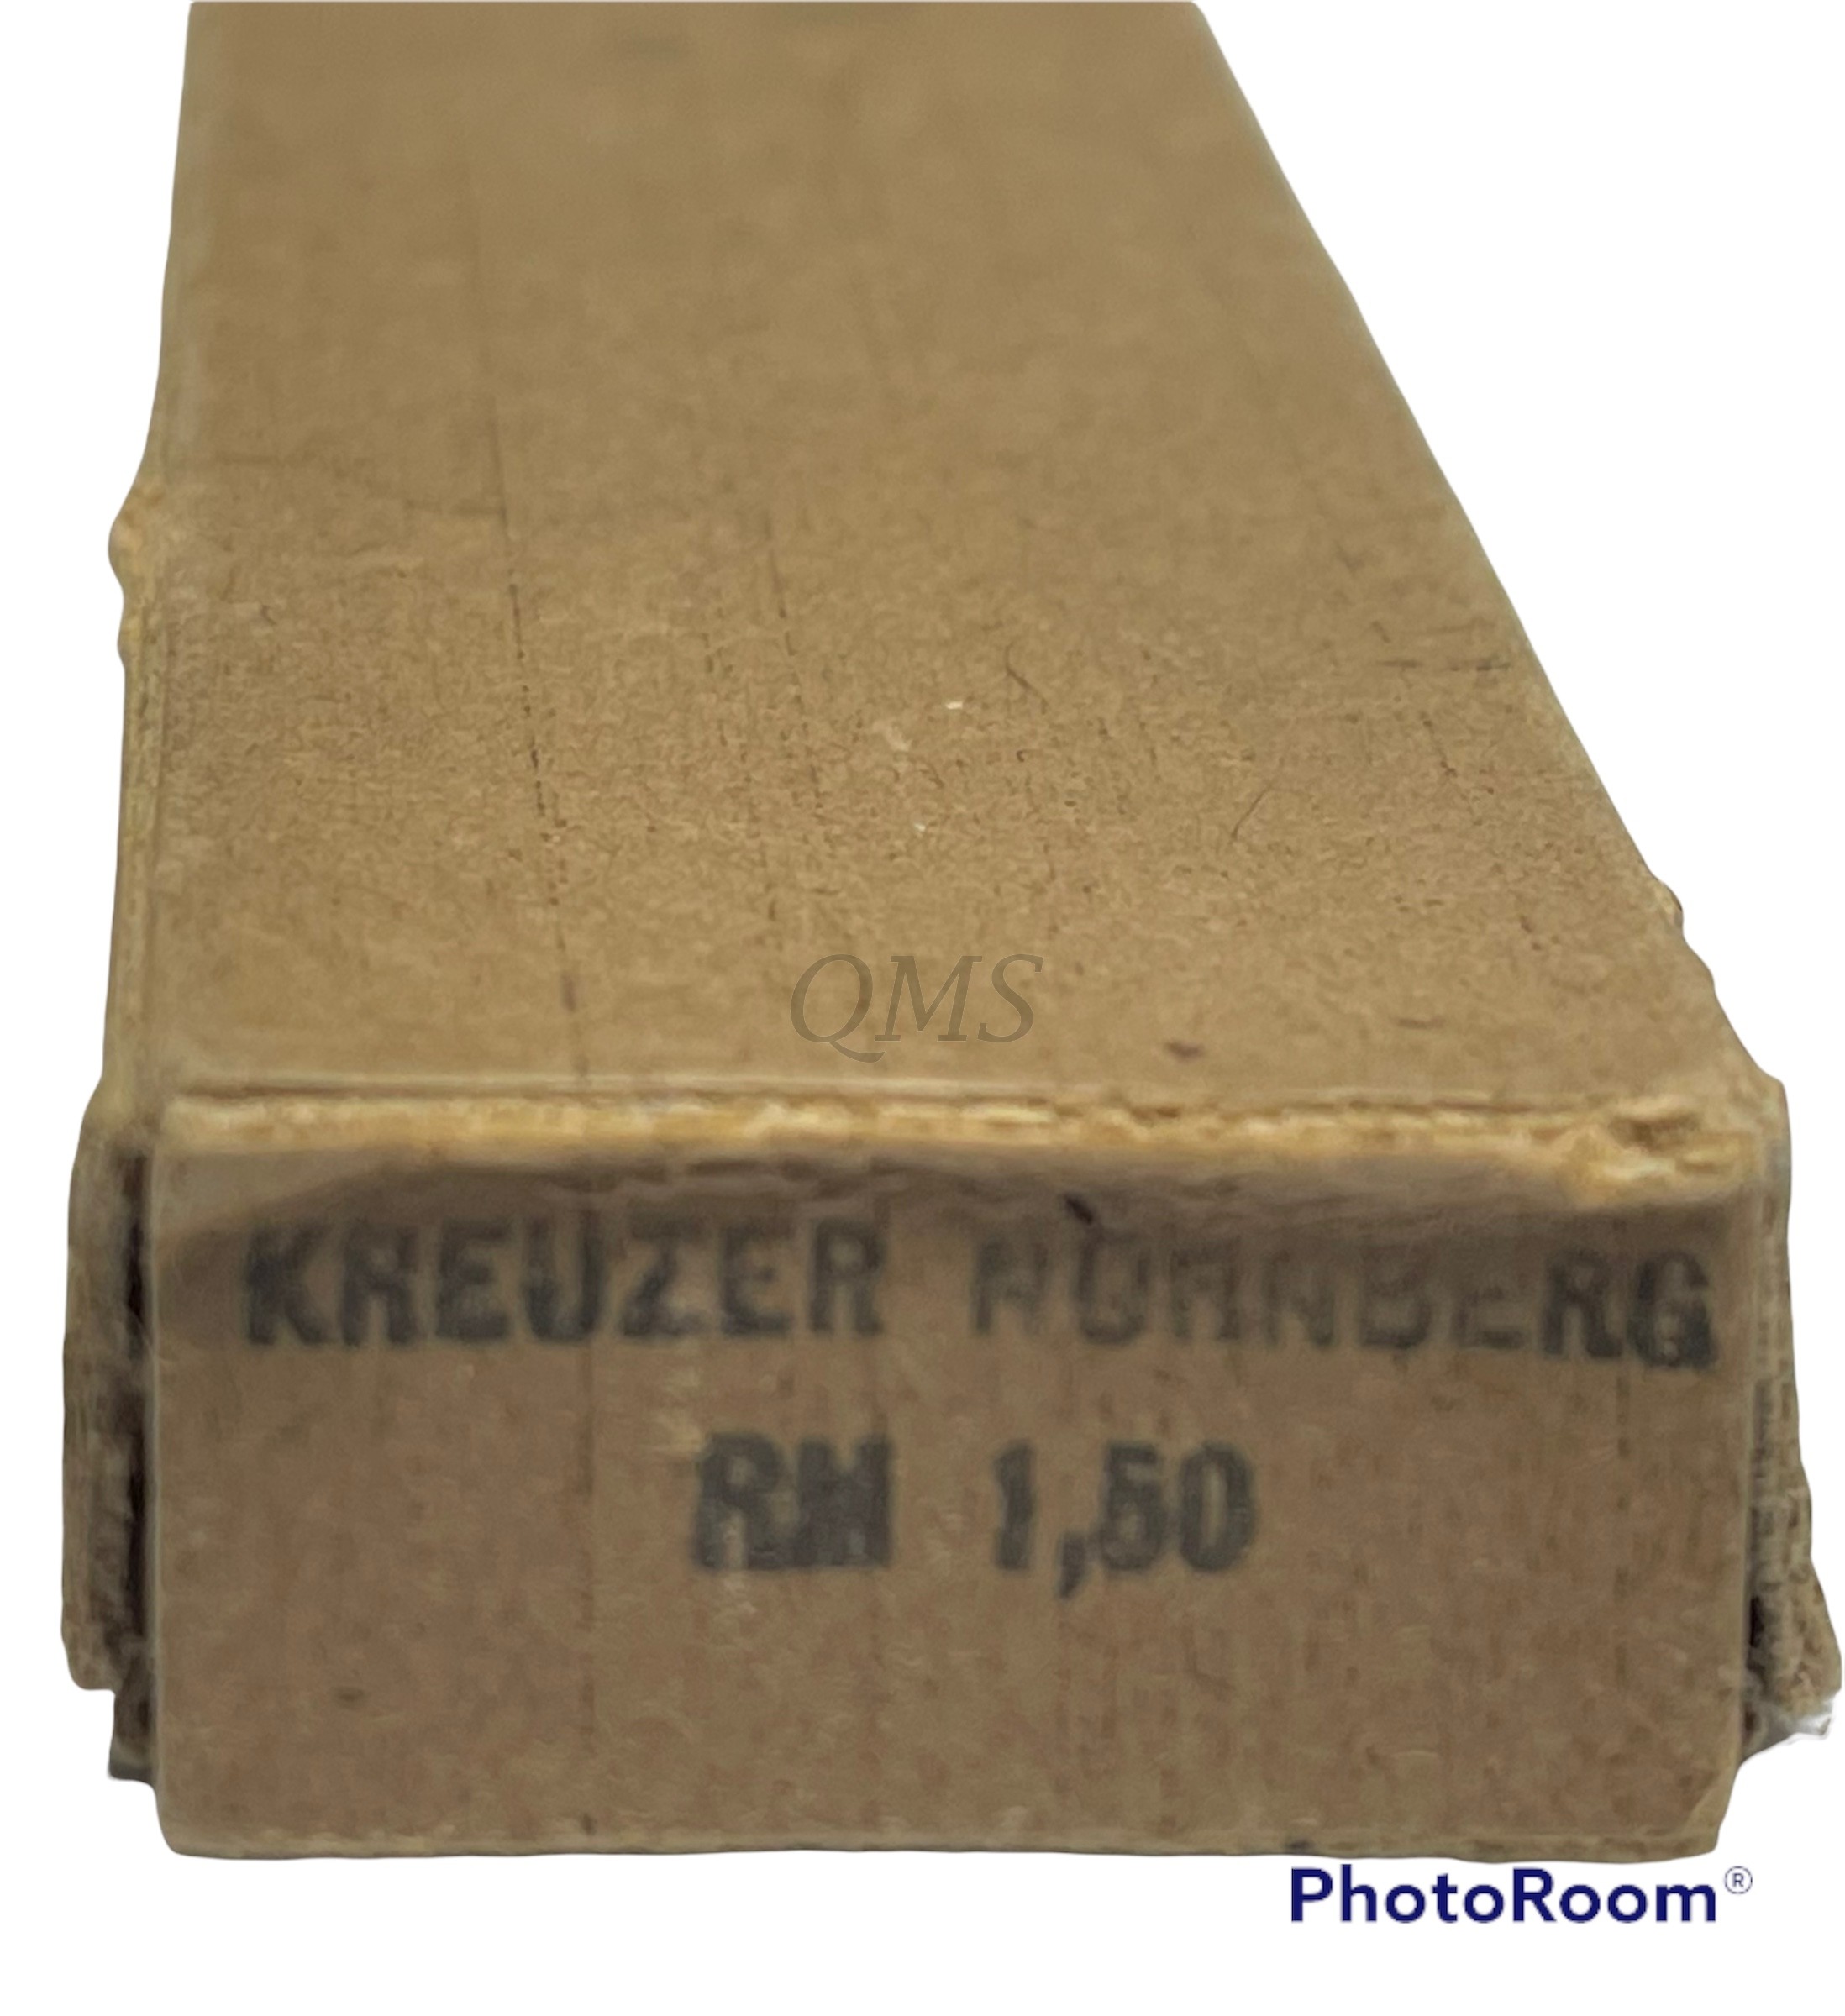 QMS
KREUZER NÜRNBERG
RM 1,50
PhotoRoom®